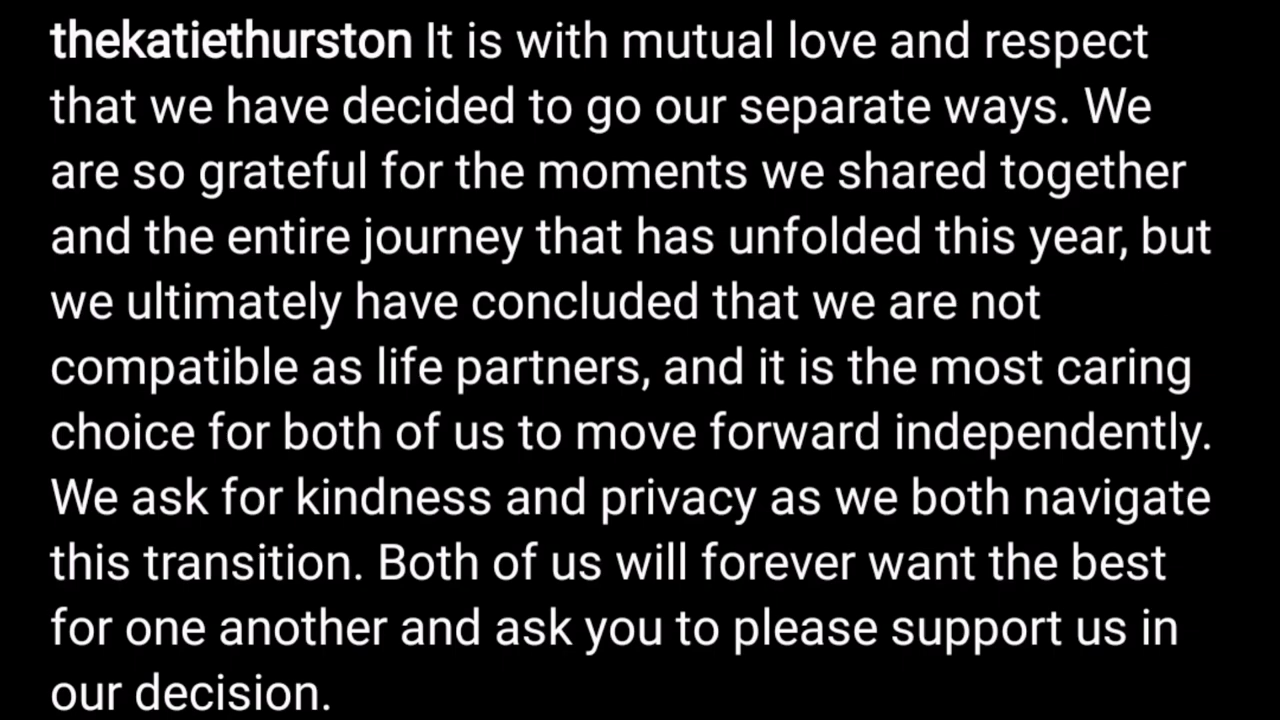 thekatiethurston It is with mutual love and respect
that we have decided to go our separate ways. We
are so grateful for the moments we shared together
and the entire journey that has unfolded this year, but
we ultimately have concluded that we are not
compatible as life partners, and it is the most caring
choice for both of us to move forward independently.
We ask for kindness and privacy as we both navigate
this transition. Both of us will forever want the best
for one another and ask you to please support us in
our decision.